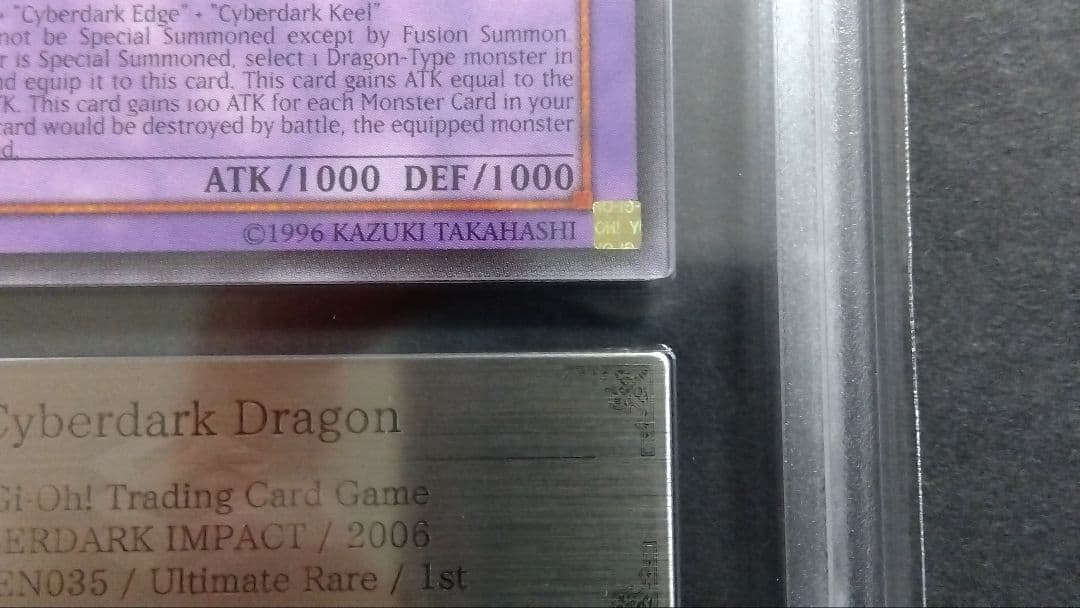 "Cyberdark Edge" + "Cyberdark Keel"
not be Special Summoned except by Fusion Summon.
is Special Summoned, select 1 Dragon-Type monster in
equip it to this card. This card gains ATK equal to the
This card gains 100 ATK for each Monster Card in your
would be destroyed by battle, the equipped monster
ATK/1000 DEF/1000
©1996 KAZUKI TAKAHASHI
OH! Y
Cyberdark Dragon
Gi-Oh! Trading Card Game
ERDARK IMPACT / 2006
EN035 / Ultimate Rare / 1st